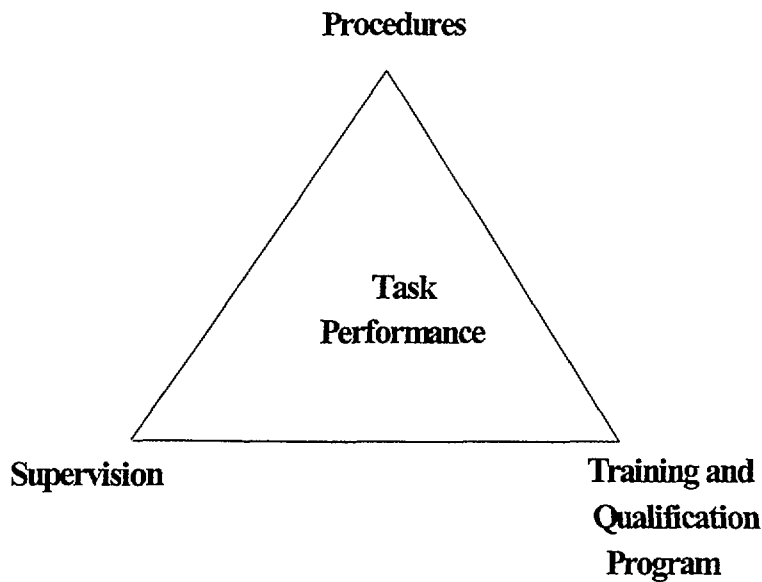 Procedures
Task
Performance
Supervision
Training and
Qualification
Program